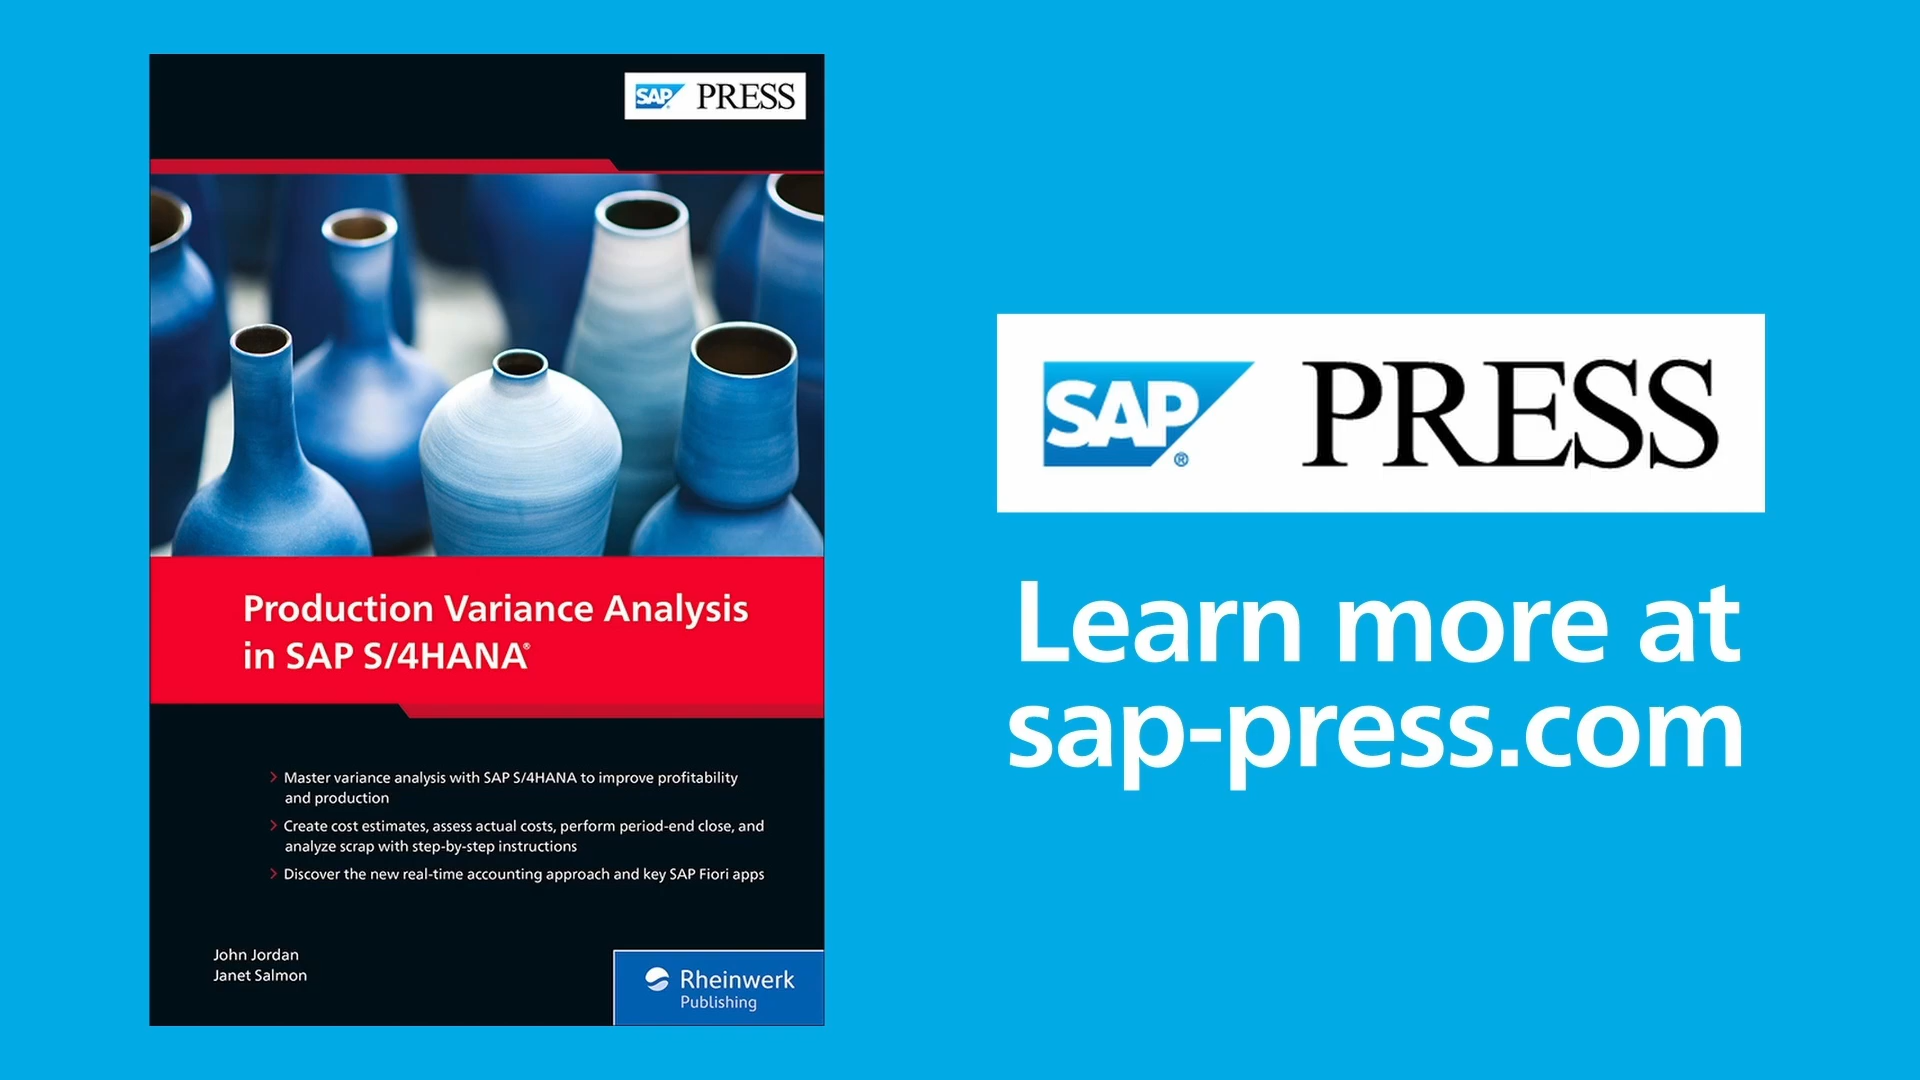 SAP® PRESS
Production Variance Analysis
in SAP S/4HANA®
> Master variance analysis with SAP S/4HANA to improve profitability
and production
> Create cost estimates, assess actual costs, perform period-end close, and
analyze scrap with step-by-step instructions
> Discover the new real-time accounting approach and key SAP Fiori apps
John Jordan
Janet Salmon
Rheinwerk
Publishing
SAP® PRESS
Learn more at
sap-press.com